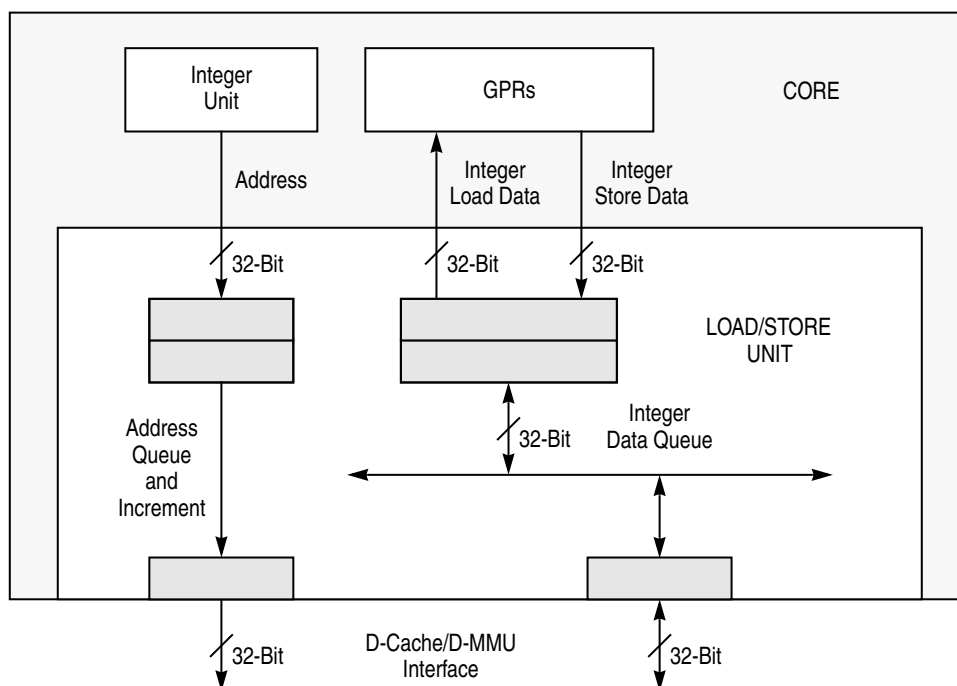 Integer
Unit
GPRs
CORE
Address
Integer
Load Data
Integer
Store Data
32-Bit
32-Bit
32-Bit
LOAD/STORE
UNIT
Address
Queue
and
Increment
32-Bit
Integer
Data Queue
32-Bit
D-Cache/D-MMU
Interface
32-Bit